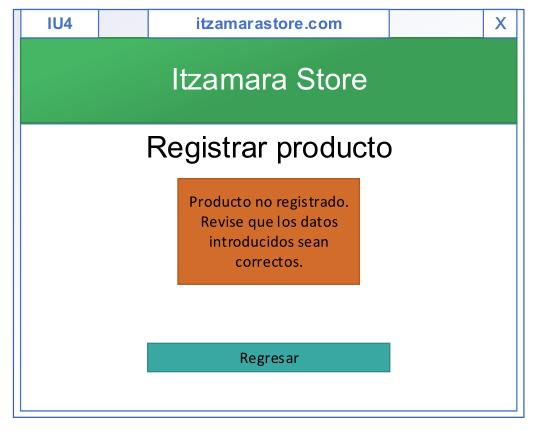 IU4
itzamarastore.com
X
Itzamara Store
Registrar producto
Producto no registrado.
Revise que los datos
introducidos sean
correctos.
Regresar